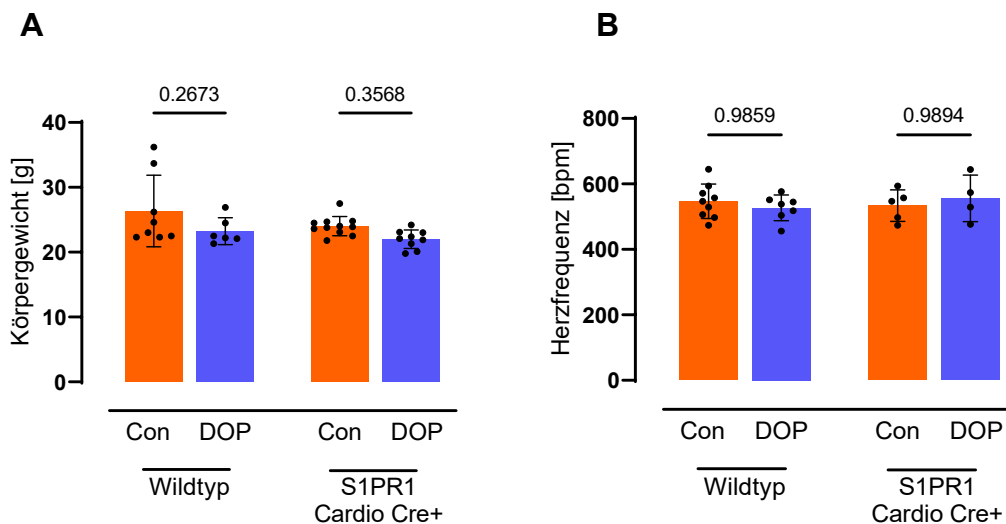 A
0.2673
0.3568
Körpergewicht [g]
40
30
20
10
0
Con DOP Con DOP
Wildtyp S1PR1
Cardio Cre+
B
0.9859
0.9894
Herzfrequenz [bpm]
800
600
400
200
0
Con DOP Con DOP
Wildtyp S1PR1
Cardio Cre+